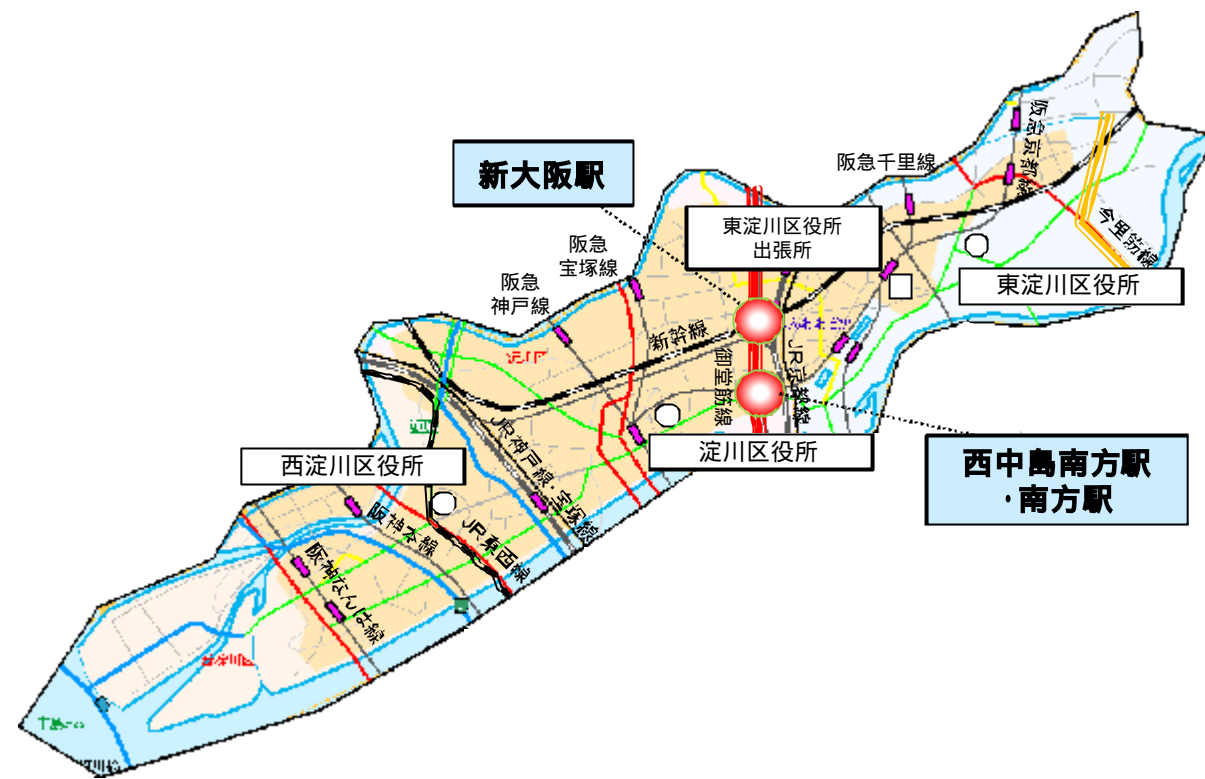 阪急京都線
阪急千里線
新大阪駅
今里筋線
東淀川区役所
出張所
阪急
宝塚線
東淀川区役所
阪急
神戸線
新幹線
御堂筋線
JR京都線
淀川区役所
西中島南方駅
・南方駅
西淀川区役所
JR神戸線・宝塚線
阪神本線
JR東西線
阪神なんば線